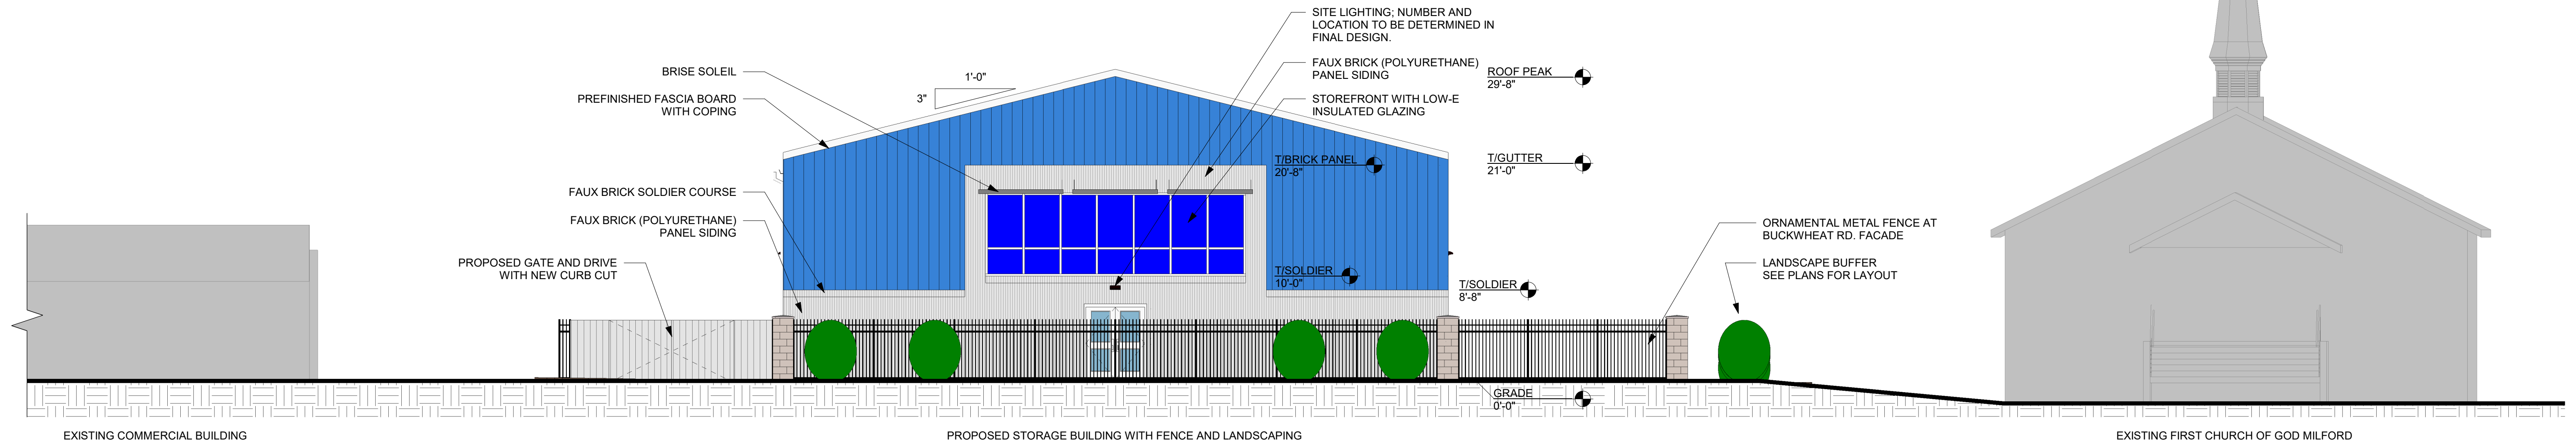 SITE LIGHTING; NUMBER AND
LOCATION TO BE DETERMINED IN
FINAL DESIGN.
BRISE SOLEIL
1'-0"
3"
FAUX BRICK (POLYURETHANE)
PANEL SIDING
ROOF PEAK
29'-8"
PREFINISHED FASCIA BOARD
WITH COPING
STOREFRONT WITH LOW-E
INSULATED GLAZING
T/BRICK PANEL
20'-8"
T/GUTTER
21'-0"
FAUX BRICK SOLDIER COURSE
FAUX BRICK (POLYURETHANE)
PANEL SIDING
ORNAMENTAL METAL FENCE AT
BUCKWHEAT RD. FACADE
PROPOSED GATE AND DRIVE
WITH NEW CURB CUT
T/SOLDIER
10'-0"
T/SOLDIER
8'-8"
LANDSCAPE BUFFER
SEE PLANS FOR LAYOUT
GRADE
0'-0"
EXISTING COMMERCIAL BUILDING
PROPOSED STORAGE BUILDING WITH FENCE AND LANDSCAPING
EXISTING FIRST CHURCH OF GOD MILFORD